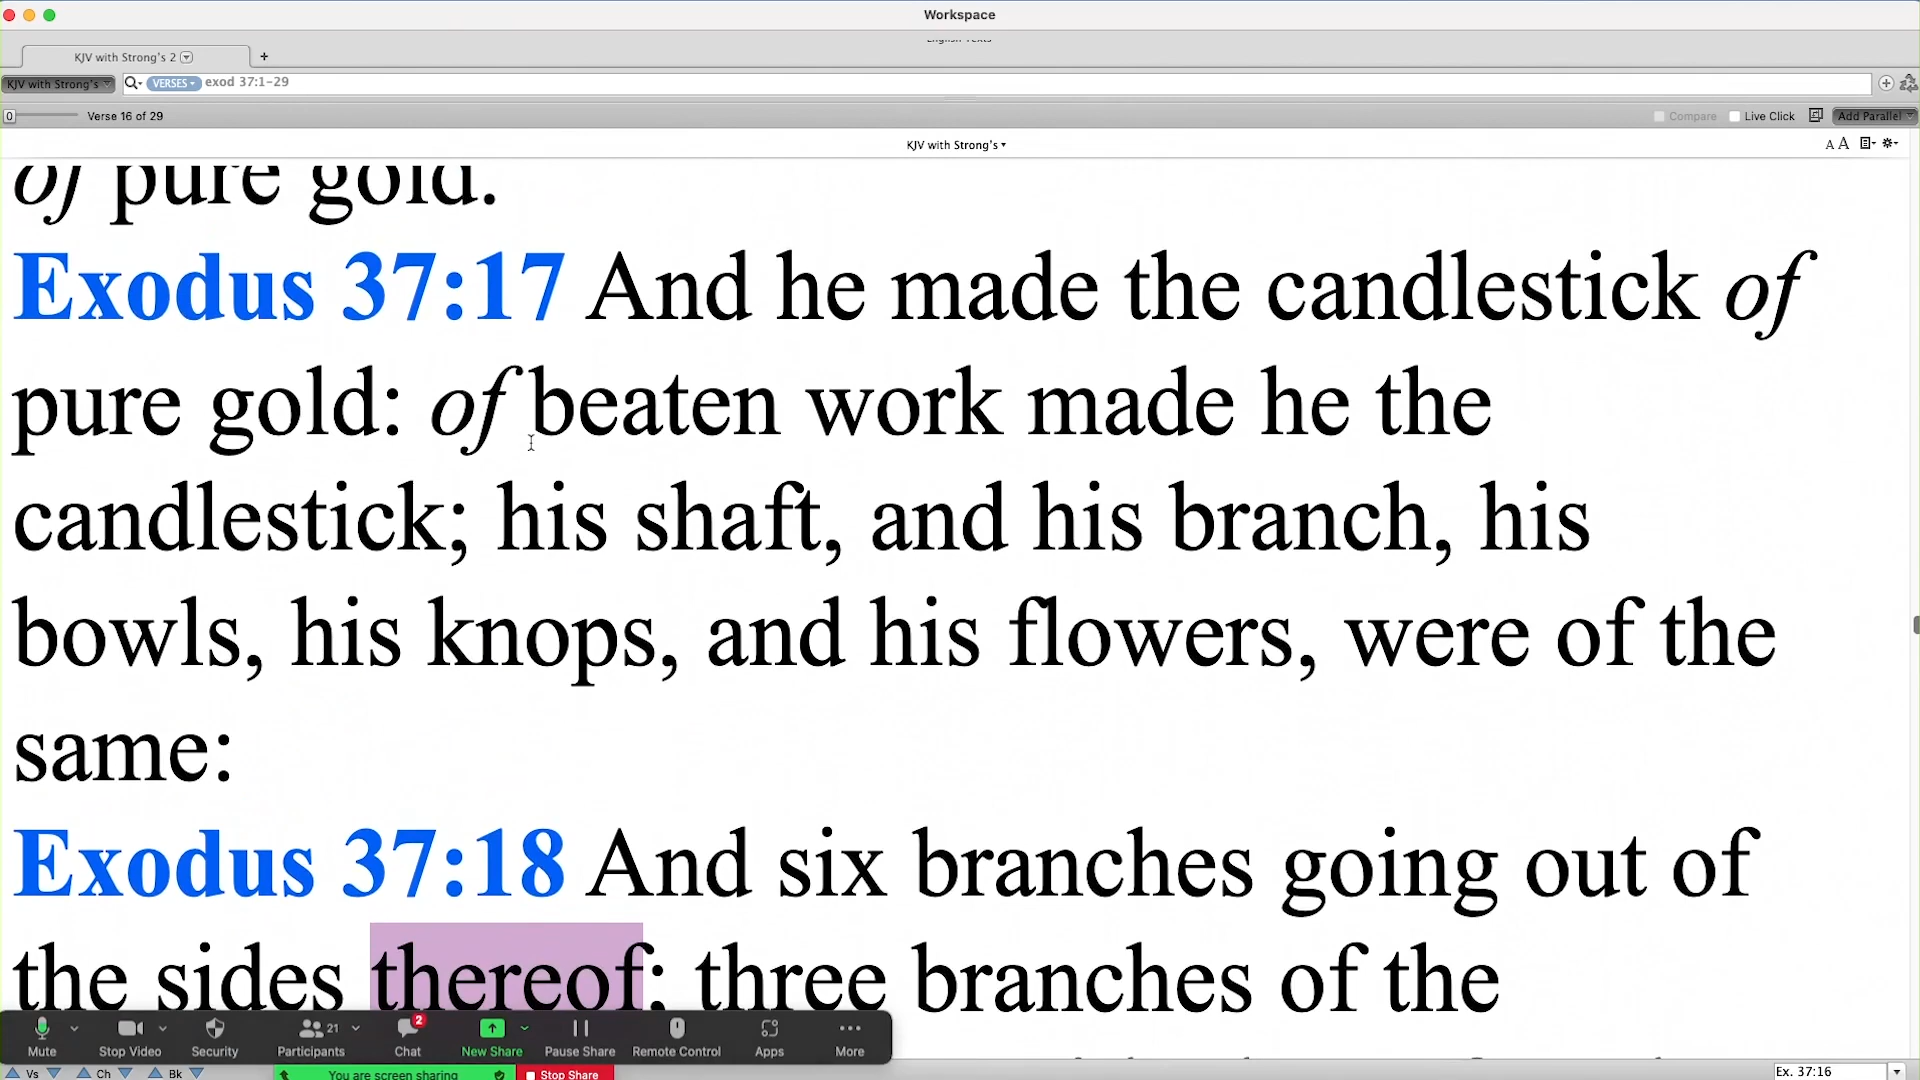 Workspace
English Texts
KJV with Strong's 2
+
KJV with Strong's VERSES exod 37:1-29
0 Verse 16 of 29 Compare Live Click Add Parallel
KJV with Strong's A A
of pure gold.
Exodus 37:17 And he made the candlestick of
pure gold: of beaten work made he the
candlestick; his shaft, and his branch, his
bowls, his knops, and his flowers, were of the
same:
Exodus 37:18 And six branches going out of
the sides thereof; three branches of the
21 2
Mute Stop Video Security Participants Chat New Share Pause Share Remote Control Apps More
Vs Ch Bk You are screen sharing Stop Share Ex. 37:16